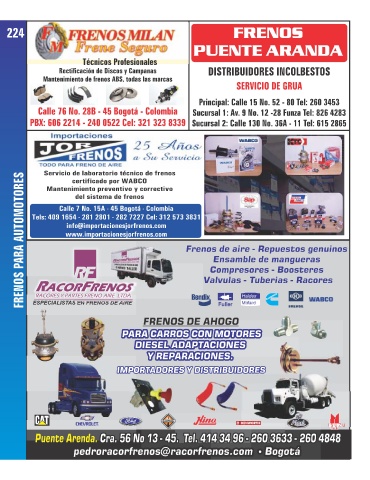 224
FRENOS PARA AUTOMOTORES
FM
FRENOS MILAN
Frene Seguro
Técnicos Profesionales
Rectificación de Discos y Campanas
Mantenimiento de frenos ABS, todas las marcas
Calle 76 No. 28B - 45 Bogotá - Colombia
PBX: 606 2214 - 240 0522 Cel: 321 323 8339
FRENOS
PUENTE ARANDA
DISTRIBUIDORES INCOLBESTOS
SERVICIO DE GRUA
Principal: Calle 15 No. 52 - 80 Tel: 260 3453
Sucursal 1: Av. 9 No. 12 -28 Funza Tel: 826 4283
Sucursal 2: Calle 130 No. 36A - 11 Tel: 615 2865
Importaciones
JOR FRENOS
TODO PARA FRENO DE AIRE
25 Años
a Su Servicio
Servicio de laboratorio técnico de frenos
certificado por WABCO
Mantenimiento preventivo y correctivo
del sistema de frenos
Calle 7 No. 15A - 45 Bogotá - Colombia
Tels: 409 1654 - 281 2801 - 282 7227 Cel: 312 573 3831
info@importacionesjorfrenos.com
www.importacionesjorfrenos.com
RF
RACORFRENOS
RACORES Y PARTES FRENO AIRE LTDA.
ESPECIALISTAS EN FRENOS DE AIRE
Frenos de aire - Repuestos genuinos
Ensamble de mangueras
Compresores - Boosteres
Valvulas - Tuberias - Racores
Bendix
Fuller
Haldex
Midland
KNORR
WABCO
FRENOS DE AHOGO
PARA CARROS CON MOTORES
DIESEL ADAPTACIONES
Y REPARACIONES.
IMPORTADORES Y DISTRIBUIDORES
CAT
CHEVROLET
Ford
Hino
Mack
Puente Aranda. Cra. 56 No 13 - 45. Tel. 414 34 96 - 260 3633 - 260 4848
pedroracorfrenos@racorfrenos.com • Bogotá